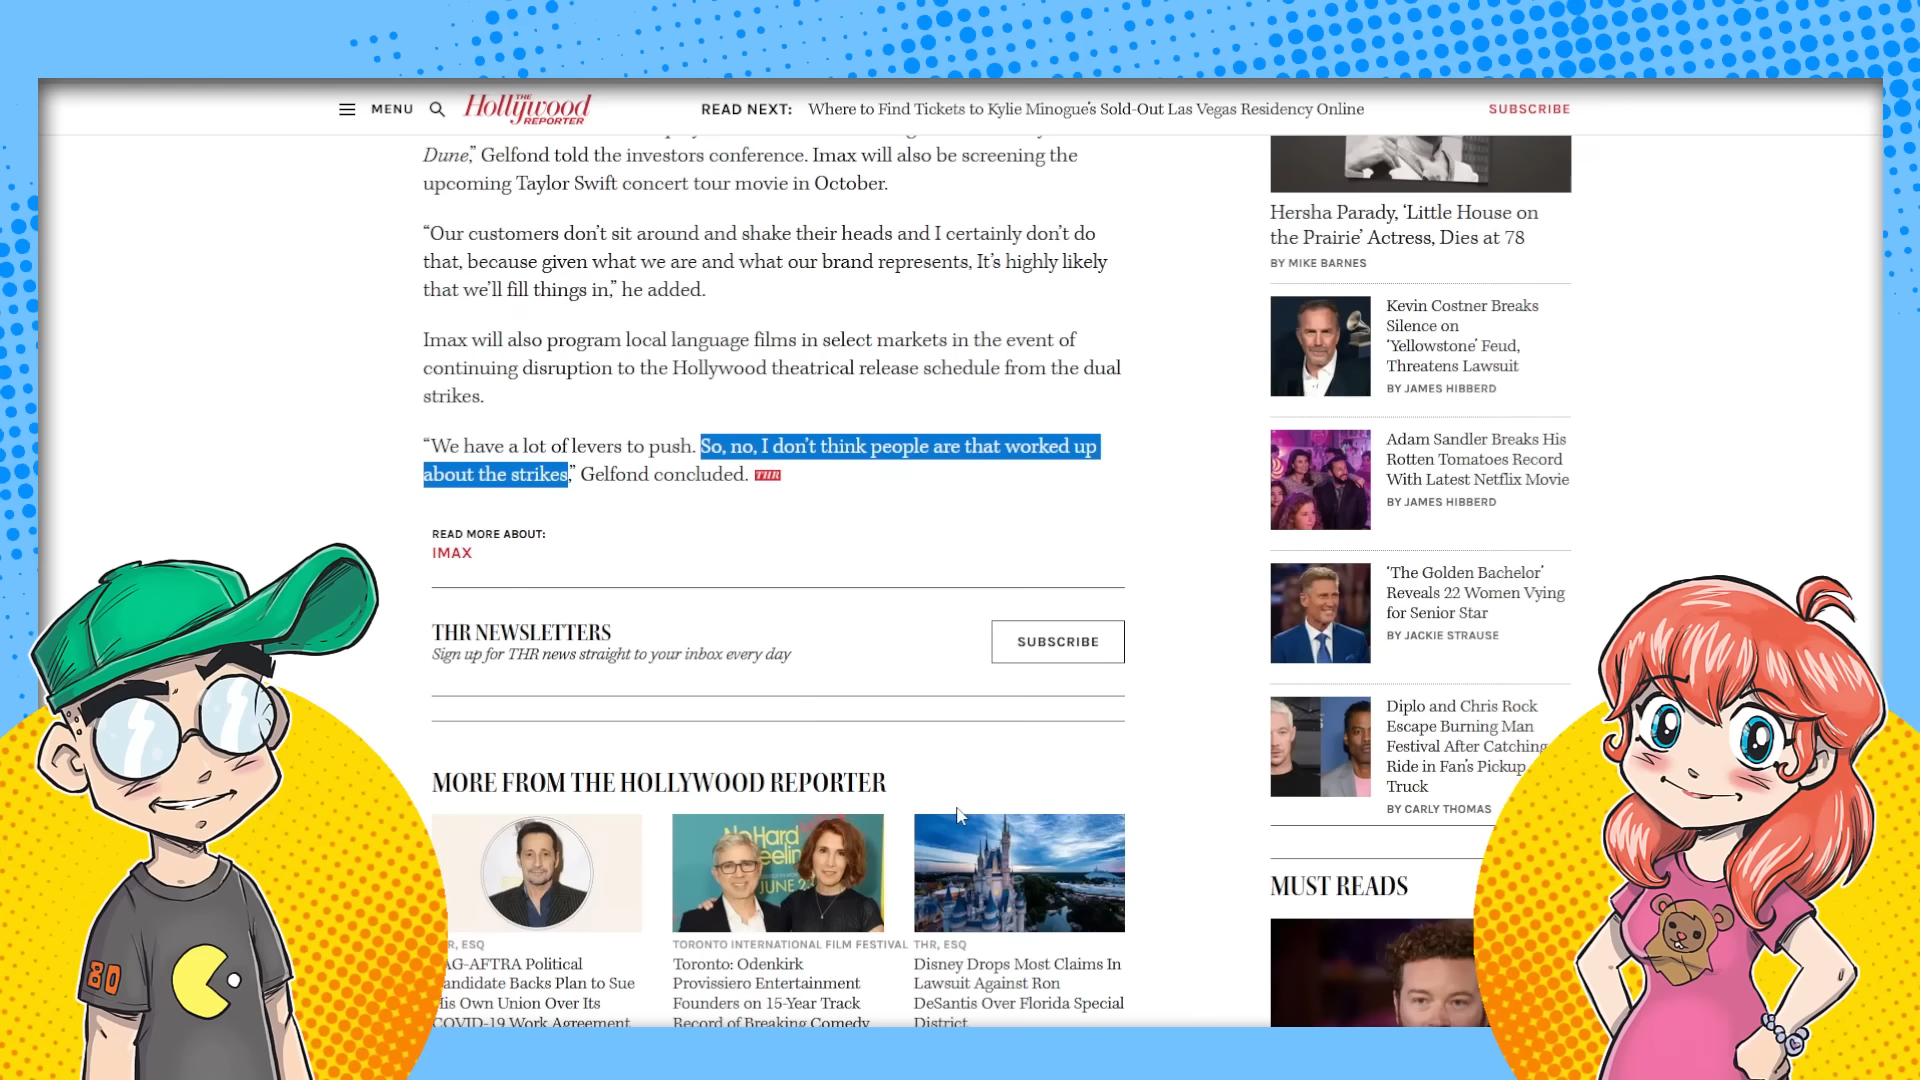 MENU
THE
Hollywood
REPORTER
READ NEXT: Where to Find Tickets to Kylie Minogue's Sold-Out Las Vegas Residency Online
SUBSCRIBE
Dune,” Gelfond told the investors conference. Imax will also be screening the
upcoming Taylor Swift concert tour movie in October.
“Our customers don’t sit around and shake their heads and I certainly don’t do
that, because given what we are and what our brand represents, It’s highly likely
that we’ll fill things in,” he added.
Imax will also program local language films in select markets in the event of
continuing disruption to the Hollywood theatrical release schedule from the dual
strikes.
“We have a lot of levers to push. So, no, I don’t think people are that worked up
about the strikes,” Gelfond concluded. THR
READ MORE ABOUT:
IMAX
THR NEWSLETTERS
Sign up for THR news straight to your inbox every day
SUBSCRIBE
MORE FROM THE HOLLYWOOD REPORTER
No Hard
JUNE 2
R, ESQ
AG-AFTRA Political
andidate Backs Plan to Sue
His Own Union Over Its
COVID-19 Work Agreement
TORONTO INTERNATIONAL FILM FESTIVAL
Toronto: Odenkirk
Provissiero Entertainment
Founders on 15-Year Track
Record of Breaking Comedy
THR, ESQ
Disney Drops Most Claims In
Lawsuit Against Ron
DeSantis Over Florida Special
District
Hersha Parady, ‘Little House on
the Prairie’ Actress, Dies at 78
BY MIKE BARNES
Kevin Costner Breaks
Silence on
‘Yellowstone’ Feud,
Threatens Lawsuit
BY JAMES HIBBERD
Adam Sandler Breaks His
Rotten Tomatoes Record
With Latest Netflix Movie
BY JAMES HIBBERD
‘The Golden Bachelor’
Reveals 22 Women Vying
for Senior Star
BY JACKIE STRAUSE
Diplo and Chris Rock
Escape Burning Man
Festival After Catching
Ride in Fan’s Pickup
Truck
BY CARLY THOMAS
MUST READS
80